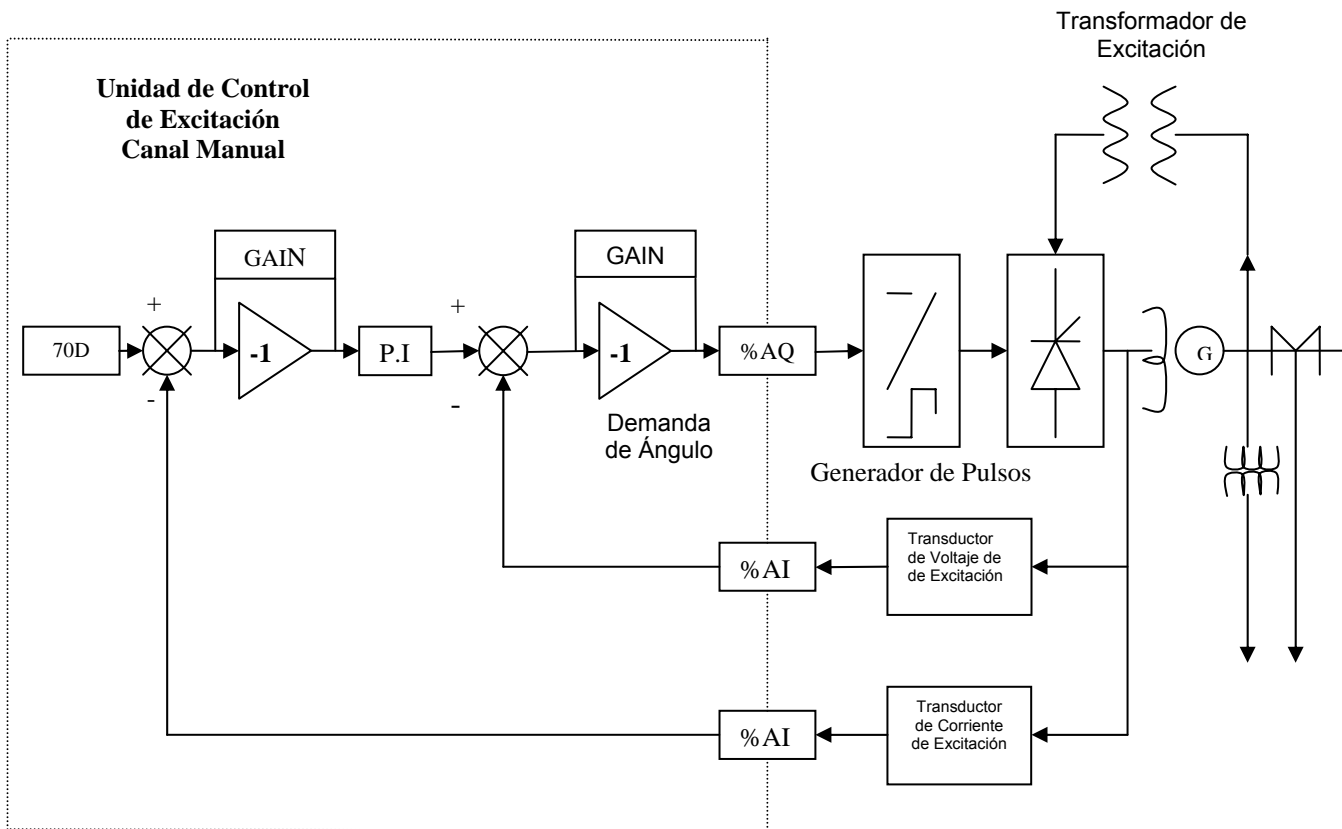 Transformador de
Excitación
Unidad de Control
de Excitación
Canal Manual
GAIN
GAIN
+
+
70D
-1
P.I
-1
%AQ
G
-
-
Demanda
de Ángulo
Generador de Pulsos
%AI
Transductor
de Voltaje de
de Excitación
%AI
Transductor
de Corriente
de Excitación